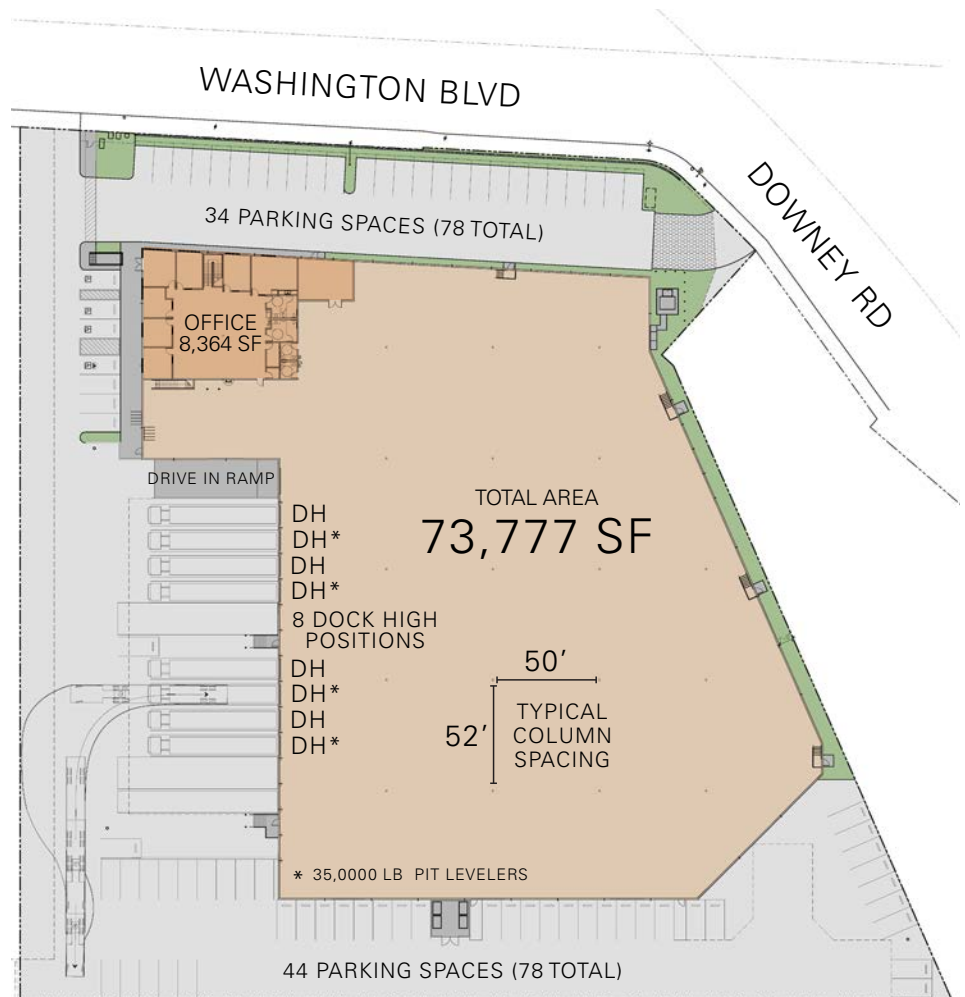 WASHINGTON BLVD
DOWNEY RD
34 PARKING SPACES (78 TOTAL)
OFFICE
8,364 SF
DRIVE IN RAMP
TOTAL AREA
73,777 SF
DH
DH*
DH
DH*
8 DOCK HIGH
POSITIONS
DH
DH*
DH
DH*
50’
52’
TYPICAL
COLUMN
SPACING
* 35,0000 LB PIT LEVELERS
44 PARKING SPACES (78 TOTAL)